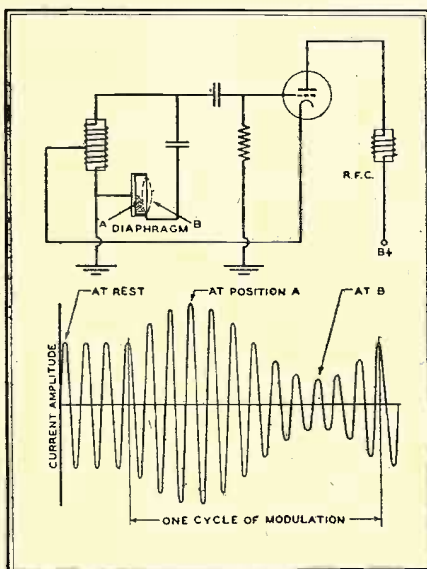 R.F.C.
A
B
DIAPHRAGM
B+
AT REST
AT POSITION A
AT B
CURRENT AMPLITUDE
ONE CYCLE OF MODULATION